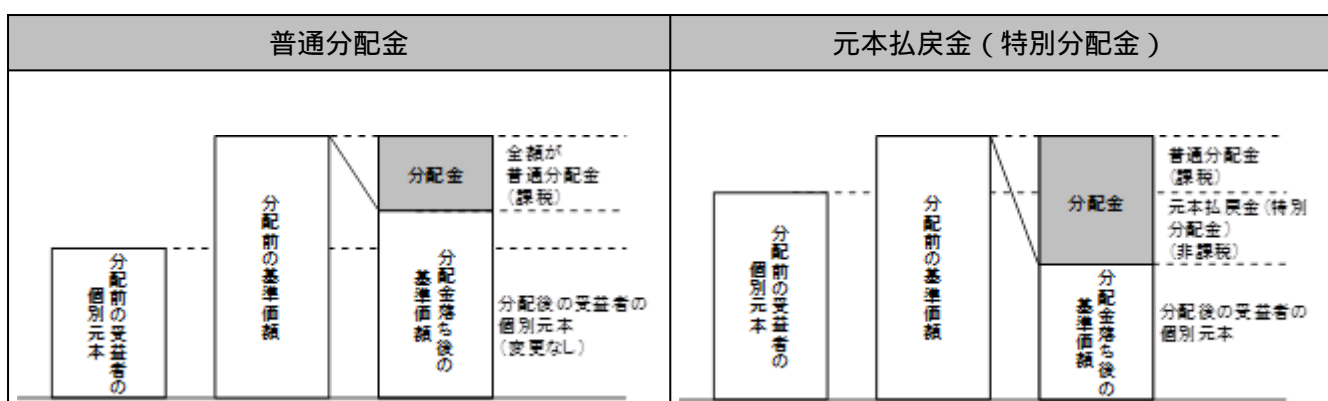 普通分配金
元本払戻金(特別分配金)
分配前の受益者の
個別元本
分配前の基準価額
分配金
分配金落ち後の
基準価額
全額が
普通分配金
(課税)
分配後の受益者の
個別元本
(変更なし)
分配前の受益者の
個別元本
分配前の基準価額
分配金
分配金落ち後の
基準価額
普通分配金
(課税)
元本払戻金(特別
分配金)
(非課税)
分配後の受益者の
個別元本